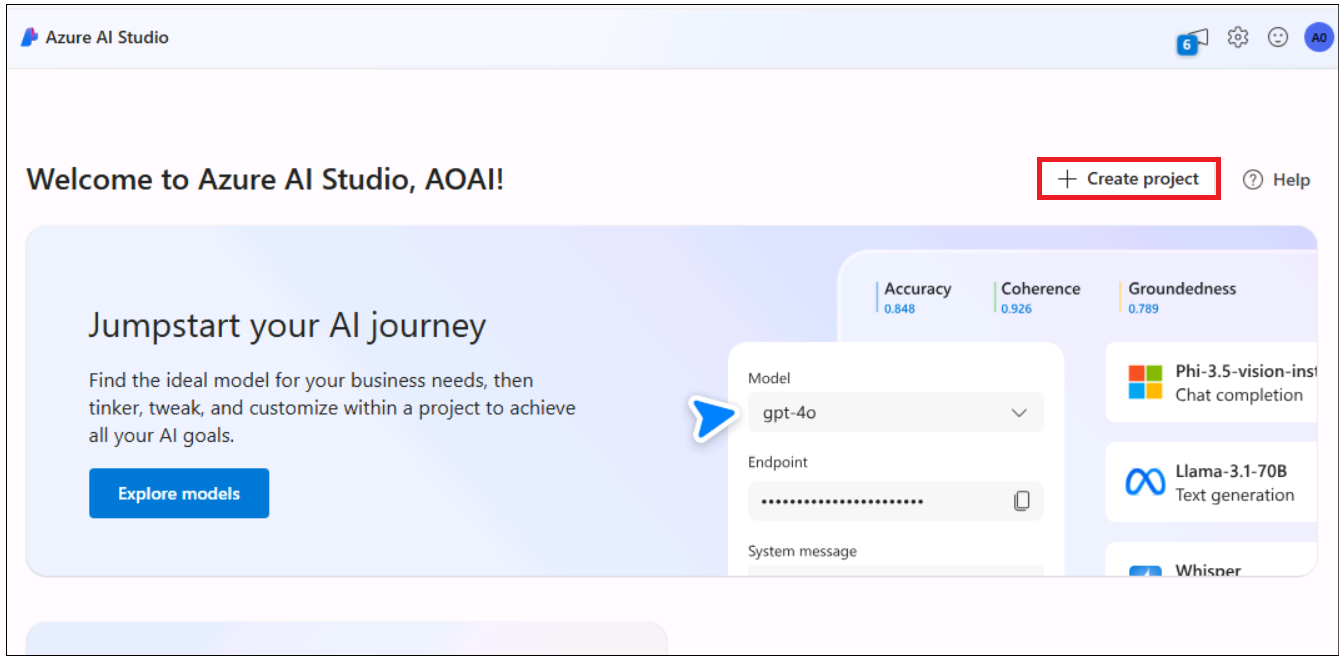 Azure AI Studio
6
AO
Welcome to Azure AI Studio, AOAI!
Create project
Help
Jumpstart your AI journey
Find the ideal model for your business needs, then
tinker, tweak, and customize within a project to achieve
all your AI goals.
Explore models
Accuracy
0.848
Coherence
0.926
Groundedness
0.789
Model
gpt-4o
Endpoint
••••••••••••••••••••••••
System message
Phi-3.5-vision-inst
Chat completion
Llama-3.1-70B
Text generation
Whisper